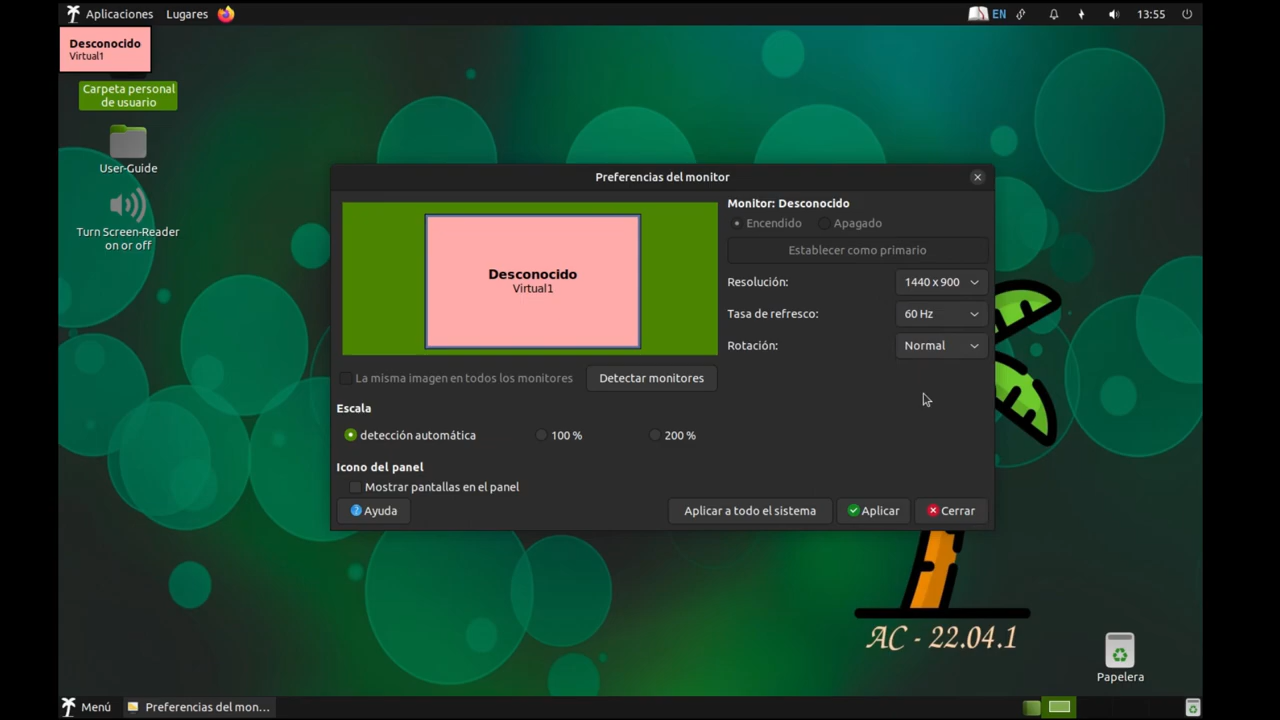 Aplicaciones Lugares EN 13:55
Desconocido
Virtual1
Carpeta personal
de usuario
User-Guide
Turn Screen-Reader
on or off
Preferencias del monitor
Desconocido
Virtual1
Monitor: Desconocido
Encendido Apagado
Establecer como primario
Resolución: 1440 x 900
Tasa de refresco: 60 Hz
Rotación: Normal
La misma imagen en todos los monitores Detectar monitores
Escala
detección automática 100 % 200 %
Icono del panel
Mostrar pantallas en el panel
Ayuda Aplicar a todo el sistema Aplicar Cerrar
AC - 22.04.1
Papelera
Menú Preferencias del mon...